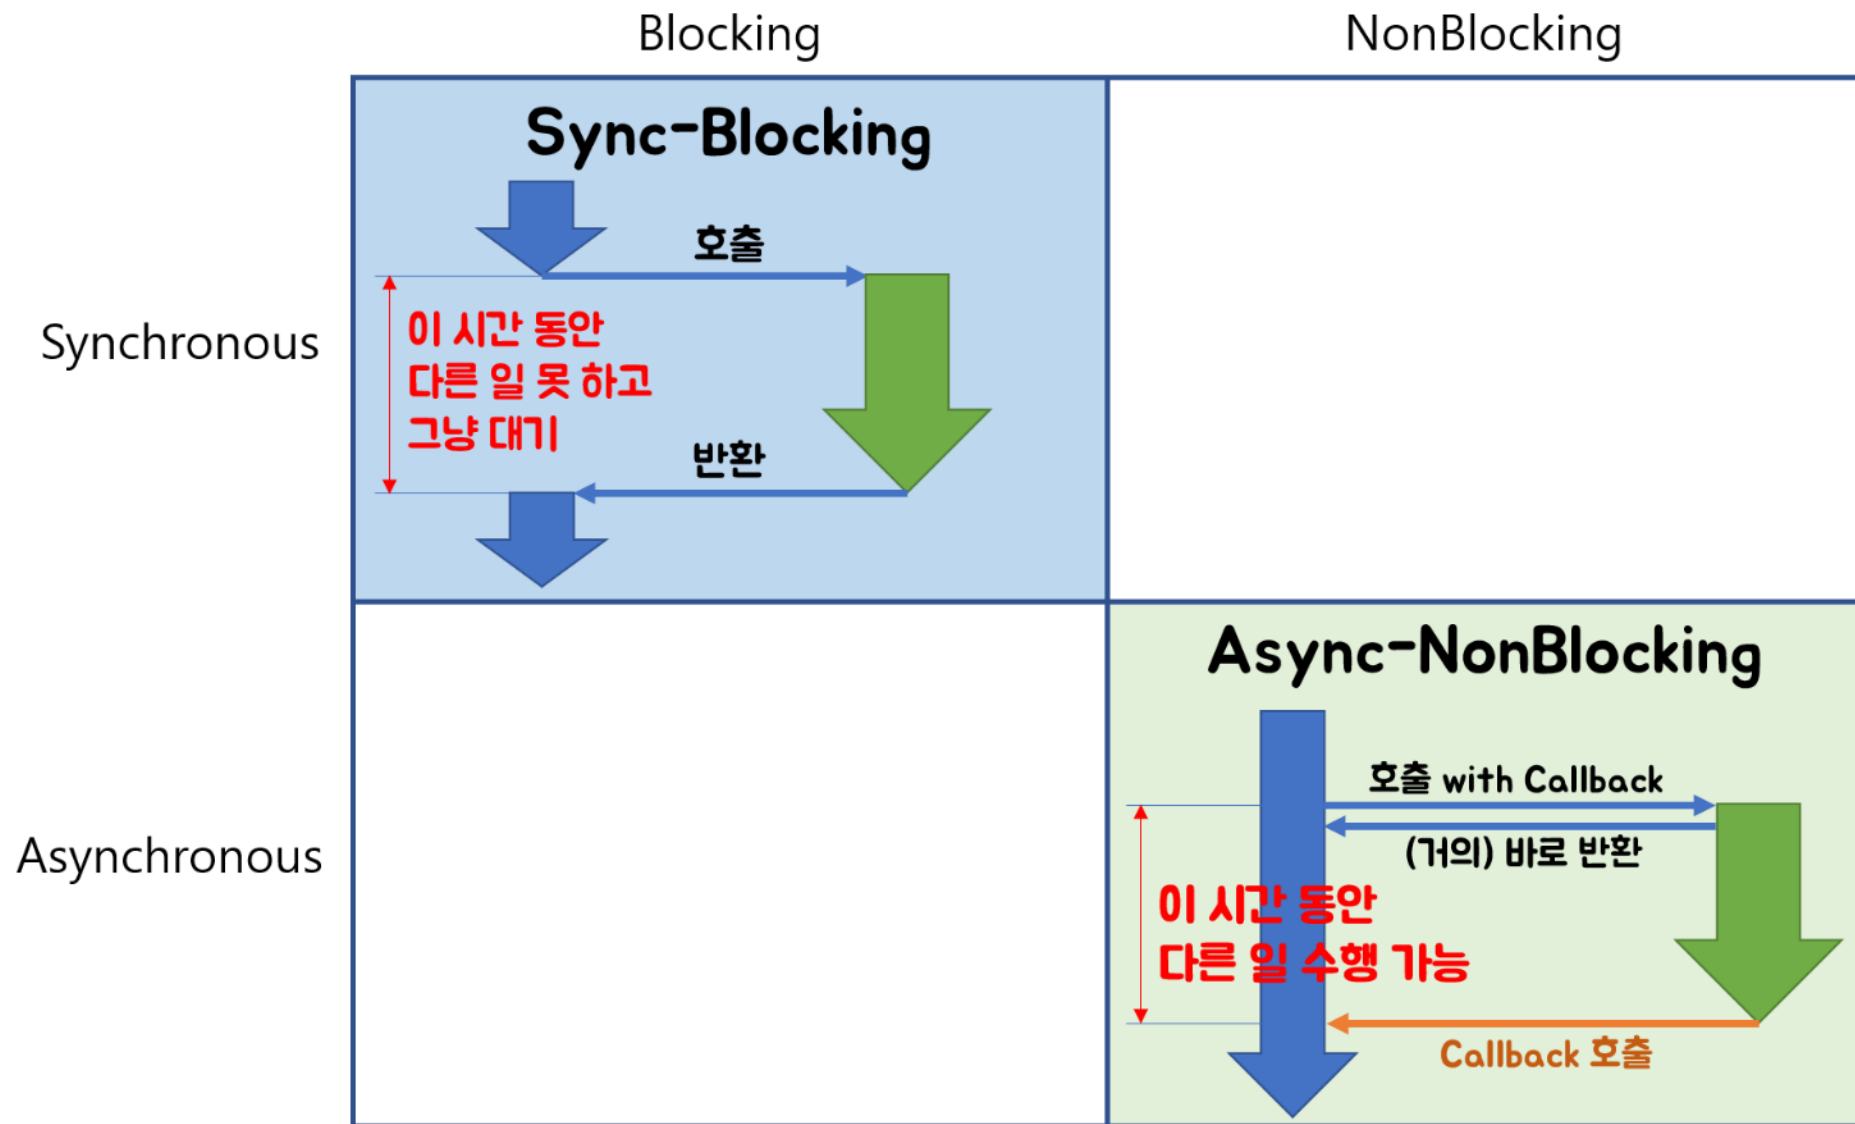 Blocking
NonBlocking
Synchronous
Sync-Blocking
호출
이 시간 동안
다른 일 못 하고
그냥 대기
반환
Asynchronous
Async-NonBlocking
호출 with Callback
(거의) 바로 반환
이 시간 동안
다른 일 수행 가능
Callback 호출